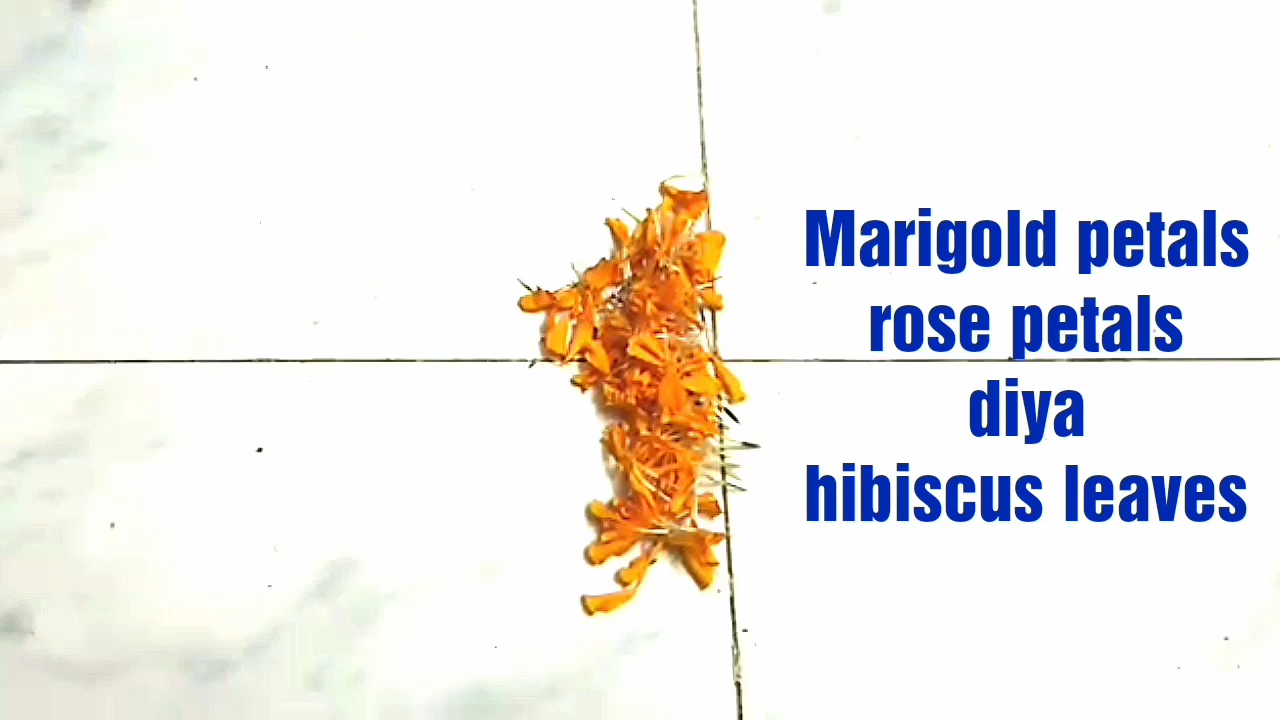 Marigold petals
rose petals
diya
hibiscus leaves